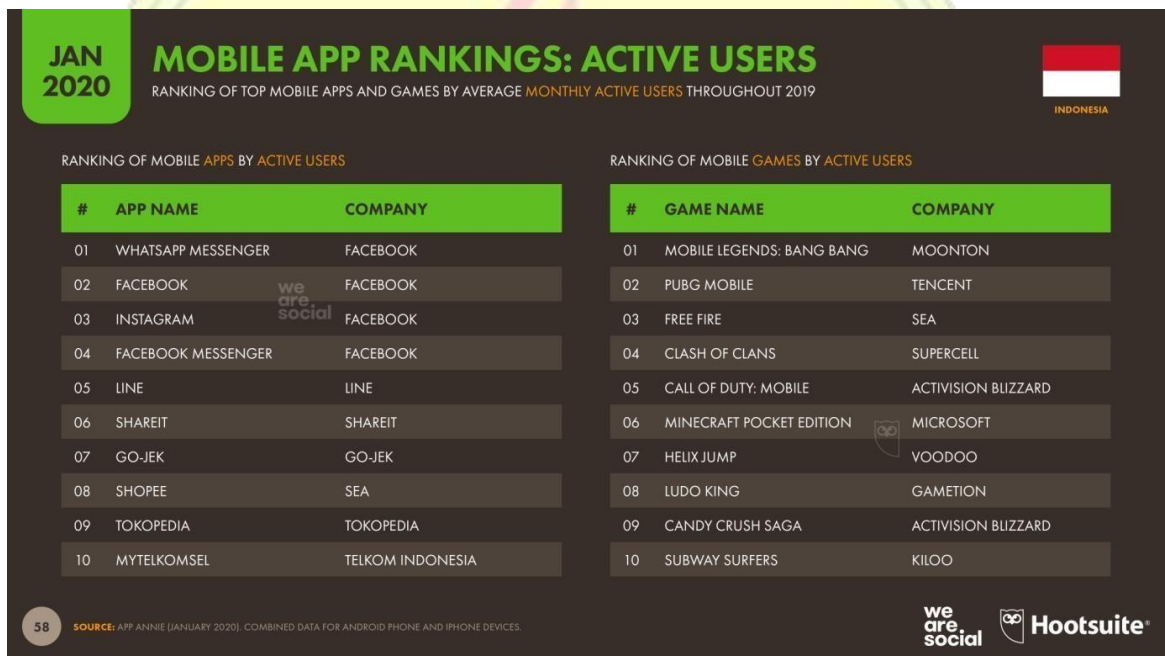 JAN
2020
MOBILE APP RANKINGS: ACTIVE USERS
RANKING OF TOP MOBILE APPS AND GAMES BY AVERAGE MONTHLY ACTIVE USERS THROUGHOUT 2019
INDONESIA
RANKING OF MOBILE APPS BY ACTIVE USERS
# APP NAME COMPANY
01 WHATSAPP MESSENGER FACEBOOK
02 FACEBOOK FACEBOOK
03 INSTAGRAM FACEBOOK
04 FACEBOOK MESSENGER FACEBOOK
05 LINE LINE
06 SHAREIT SHAREIT
07 GO-JEK GO-JEK
08 SHOPEE SEA
09 TOKOPEDIA TOKOPEDIA
10 MYTELKOMSEL TELKOM INDONESIA
we
are.
social
RANKING OF MOBILE GAMES BY ACTIVE USERS
# GAME NAME COMPANY
01 MOBILE LEGENDS: BANG BANG MOONTON
02 PUBG MOBILE TENCENT
03 FREE FIRE SEA
04 CLASH OF CLANS SUPERCELL
05 CALL OF DUTY: MOBILE ACTIVISION BLIZZARD
06 MINECRAFT POCKET EDITION MICROSOFT
07 HELIX JUMP VOODOO
08 LUDO KING GAMETION
09 CANDY CRUSH SAGA ACTIVISION BLIZZARD
10 SUBWAY SURFERS KILOO
58
SOURCE: APP ANNIE (JANUARY 2020). COMBINED DATA FOR ANDROID PHONE AND IPHONE DEVICES.
we
are.
social
Hootsuite®